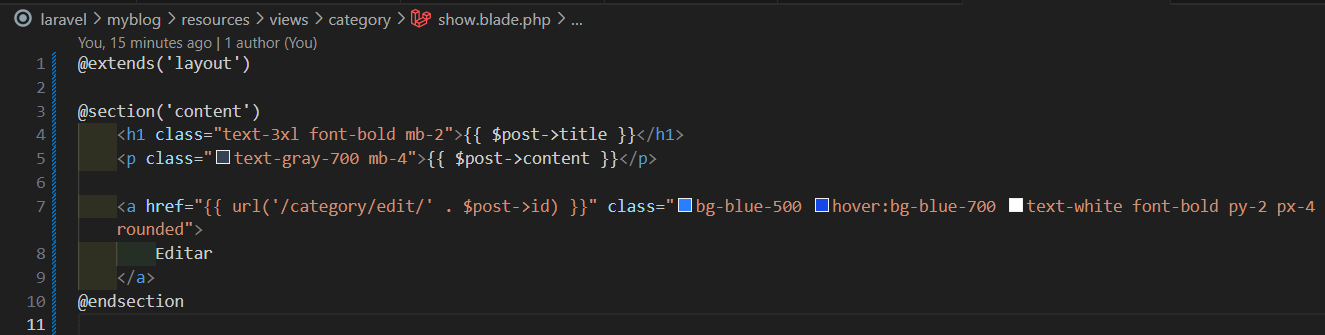 laravel > myblog > resources > views > category > show.blade.php > ...
You, 15 minutes ago | 1 author (You)
1 @extends('layout')
2
3 @section('content')
4 <h1 class="text-3xl font-bold mb-2">{{ $post->title }}</h1>
5 <p class="text-gray-700 mb-4">{{ $post->content }}</p>
6
7 <a href="{{ url('/category/edit/' . $post->id) }}" class="bg-blue-500 hover:bg-blue-700 text-white font-bold py-2 px-4
rounded">
8 Editar
9 </a>
10 @endsection
11